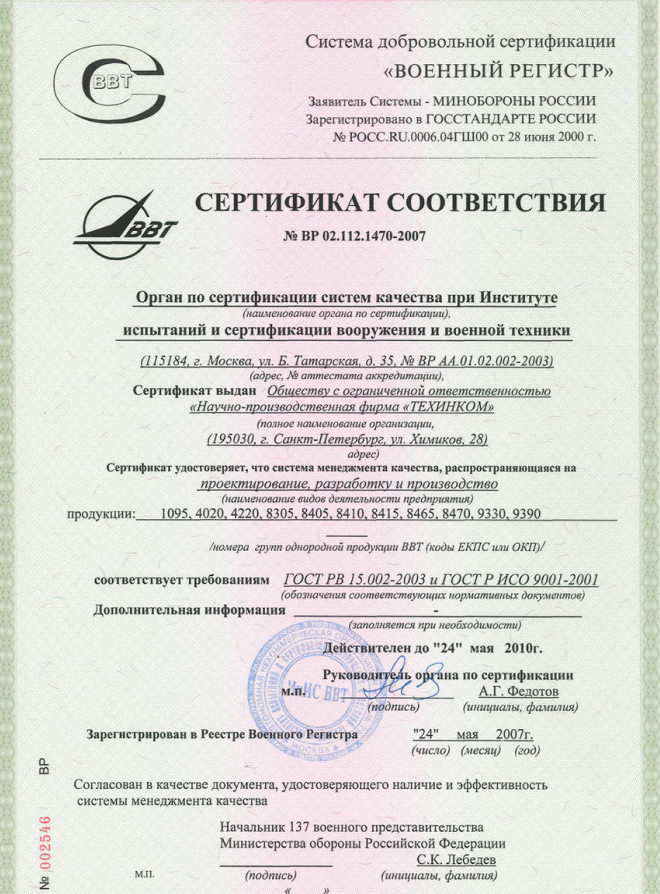 ВВТ
Система добровольной сертификации
«ВОЕННЫЙ РЕГИСТР»
Заявитель Системы - МИНОБОРОНЫ РОССИИ
Зарегистрировано в ГОССТАНДАРТЕ РОССИИ
№ РОСС.RU.0006.04ГШ00 от 28 июня 2000 г.
ВВТ
СЕРТИФИКАТ СООТВЕТСТВИЯ
№ ВР 02.112.1470-2007
Орган по сертификации систем качества при Институте
(наименование органа по сертификации),
испытаний и сертификации вооружения и военной техники
(115184, г. Москва, ул. Б. Татарская, д. 35, № ВР АА.01.02.002-2003)
(адрес, № аттестата аккредитации),
Сертификат выдан Обществу с ограниченной ответственностью
«Научно-производственная фирма «ТЕХИНКОМ»
(полное наименование организации,
(195030, г. Санкт-Петербург, ул. Химиков, 28)
адрес)
Сертификат удостоверяет, что система менеджмента качества, распространяющаяся на
проектирование, разработку и производство
(наименование видов деятельности предприятия)
продукции: 1095, 4020, 4220, 8305, 8405, 8410, 8415, 8465, 8470, 9330, 9390
/номера групп однородной продукции ВВТ (коды ЕКПС или ОКП)/
соответствует требованиям ГОСТ РВ 15.002-2003 и ГОСТ Р ИСО 9001-2001
(обозначения соответствующих нормативных документов)
Дополнительная информация -
(заполняется при необходимости)
Действителен до "24" мая 2010г.
Руководитель органа по сертификации
м.п. А.Г. Федотов
(подпись) (инициалы, фамилия)
ИС ВВТ
МОСКВА
Зарегистрирован в Реестре Военного Регистра "24" мая 2007г.
(число) (месяц) (год)
Согласован в качестве документа, удостоверяющего наличие и эффективность
системы менеджмента качества
Начальник 137 военного представительства
Министерства обороны Российской Федерации
С.К. Лебедев
М.П. (подпись) (инициалы, фамилия)
« »
№ 002546 ВР